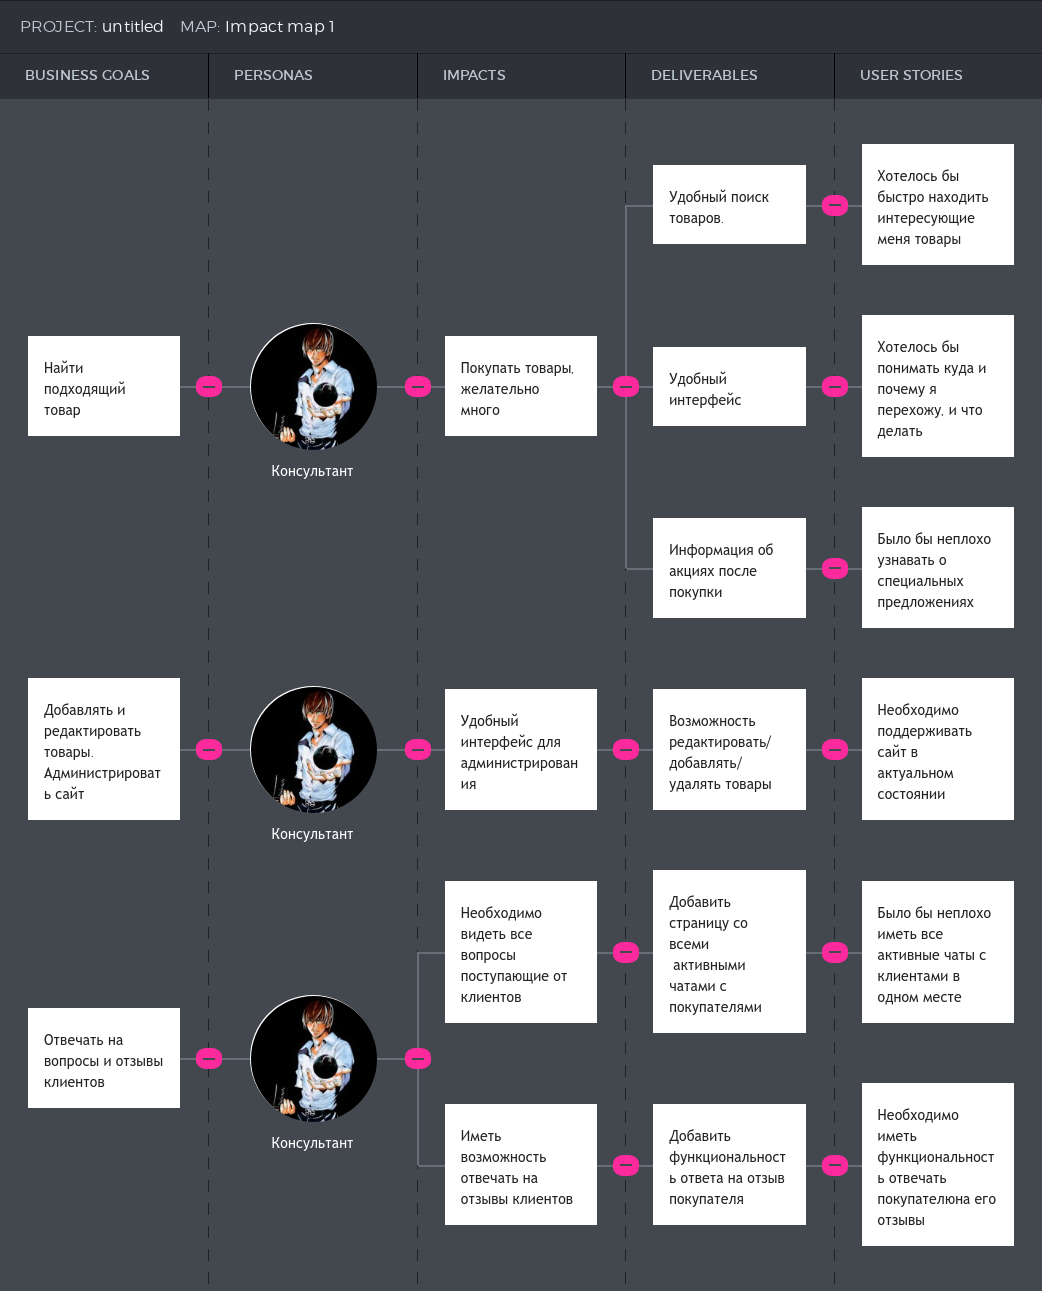 PROJECT: untitled MAP: Impact map 1
BUSINESS GOALS PERSONAS IMPACTS DELIVERABLES USER STORIES
Найти
подходящий
товар
Консультант
Покупать товары,
желательно
много
Удобный поиск
товаров.
Хотелось бы
быстро находить
интересующие
меня товары
Удобный
интерфейс
Хотелось бы
понимать куда и
почему я
перехожу, и что
делать
Информация об
акциях после
покупки
Было бы неплохо
узнавать о
специальных
предложениях
Добавлять и
редактировать
товары.
Администрироват
ь сайт
Консультант
Удобный
интерфейс для
администрирован
ия
Возможность
редактировать/
добавлять/
удалять товары
Необходимо
поддерживать
сайт в
актуальном
состоянии
Отвечать на
вопросы и отзывы
клиентов
Консультант
Необходимо
видеть все
вопросы
поступающие от
клиентов
Добавить
страницу со
всеми
активными
чатами с
покупателями
Было бы неплохо
иметь все
активные чаты с
клиентами в
одном месте
Иметь
возможность
отвечать на
отзывы клиентов
Добавить
функциональност
ь ответа на отзыв
покупателя
Необходимо
иметь
функциональност
ь отвечать
покупателюна его
отзывы